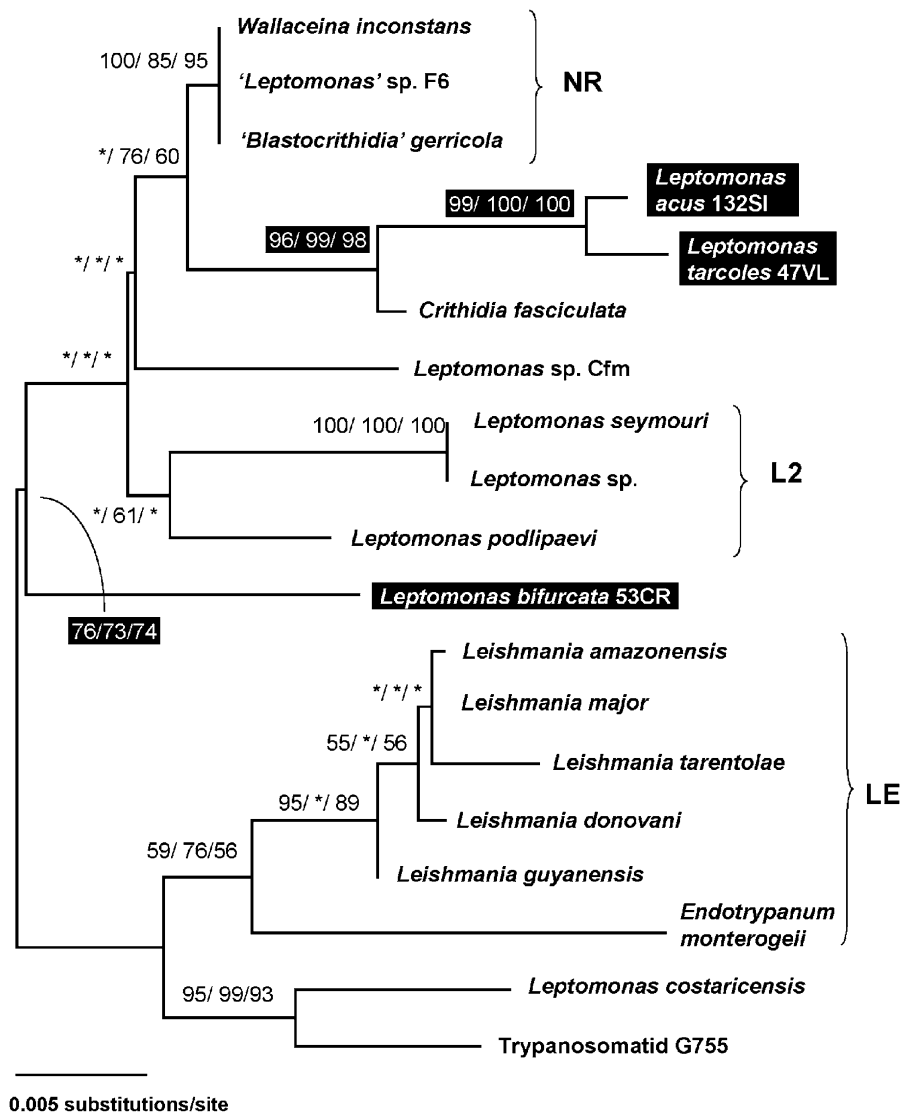 Wallaceina inconstans
100/ 85/ 95
‘Leptomonas’ sp. F6
NR
‘Blastocrithidia’ gerricola
*/ 76/ 60
Leptomonas
acus 132SI
99/ 100/ 100
96/ 99/ 98
Leptomonas
tarcoles 47VL
*/ */ *
Crithidia fasciculata
*/ */ *
Leptomonas sp. Cfm
100/ 100/ 100
Leptomonas seymouri
L2
Leptomonas sp.
*/ 61/ *
Leptomonas podlipaevi
Leptomonas bifurcata 53CR
76/73/74
Leishmania amazonensis
*/ */ *
Leishmania major
55/ */ 56
Leishmania tarentolae
LE
95/ */ 89
Leishmania donovani
59/ 76/56
Leishmania guyanensis
Endotrypanum
monterogeii
95/ 99/93
Leptomonas costaricensis
Trypanosomatid G755
0.005 substitutions/site